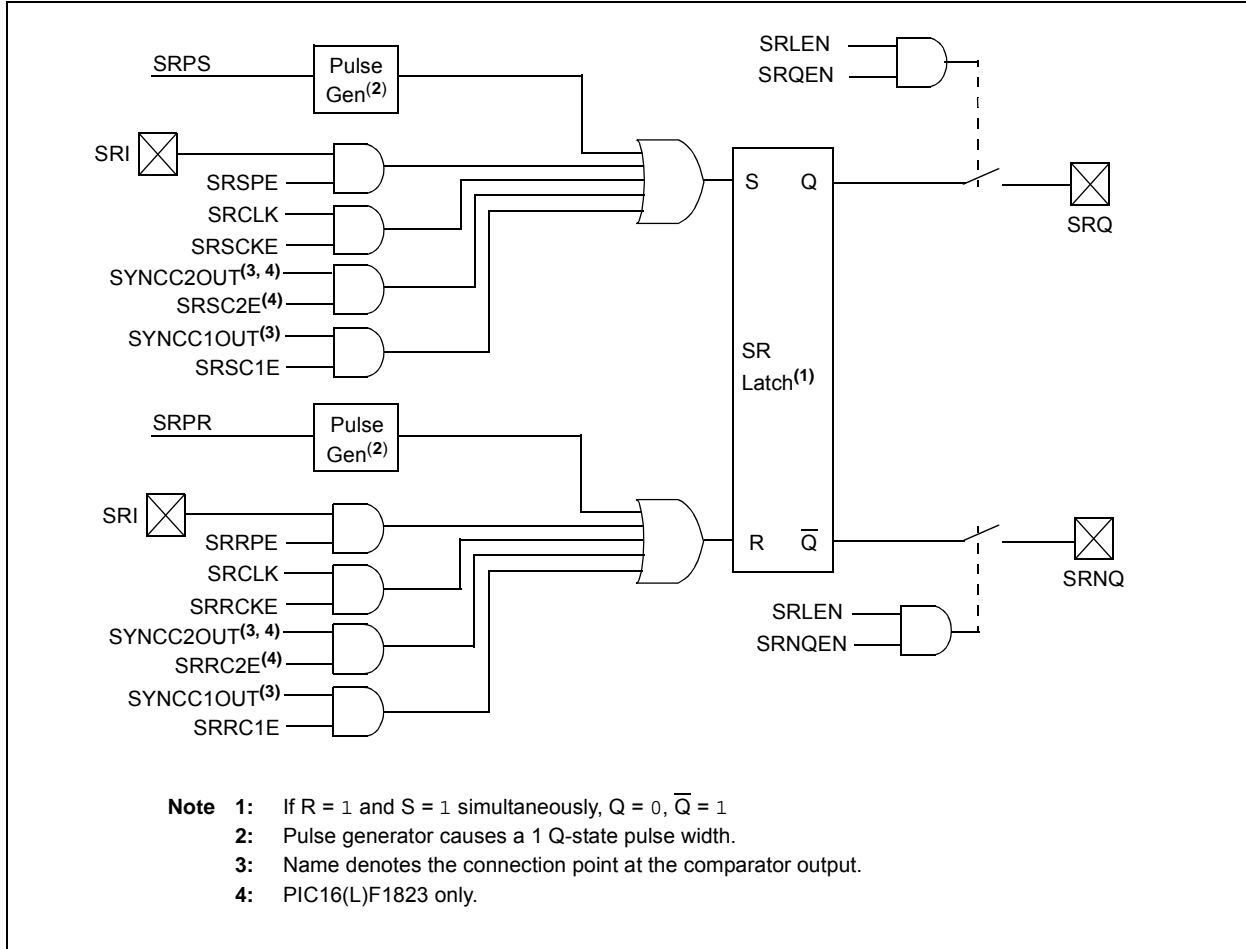 SRPS
Pulse
Gen(2)
SRI
SRSPE
SRCLK
SRSCKE
SYNCC2OUT(3, 4)
SRSC2E(4)
SYNCC1OUT(3)
SRSC1E
SRPR
Pulse
Gen(2)
SRI
SRRPE
SRCLK
SRRCKE
SYNCC2OUT(3, 4)
SRRC2E(4)
SYNCC1OUT(3)
SRRC1E
SRLEN
SRQEN
S Q
SR
Latch(1)
R Q̅
SRQ
SRNQ
SRLEN
SRNQEN
Note 1: If R = 1 and S = 1 simultaneously, Q = 0, Q̅ = 1
2: Pulse generator causes a 1 Q-state pulse width.
3: Name denotes the connection point at the comparator output.
4: PIC16(L)F1823 only.